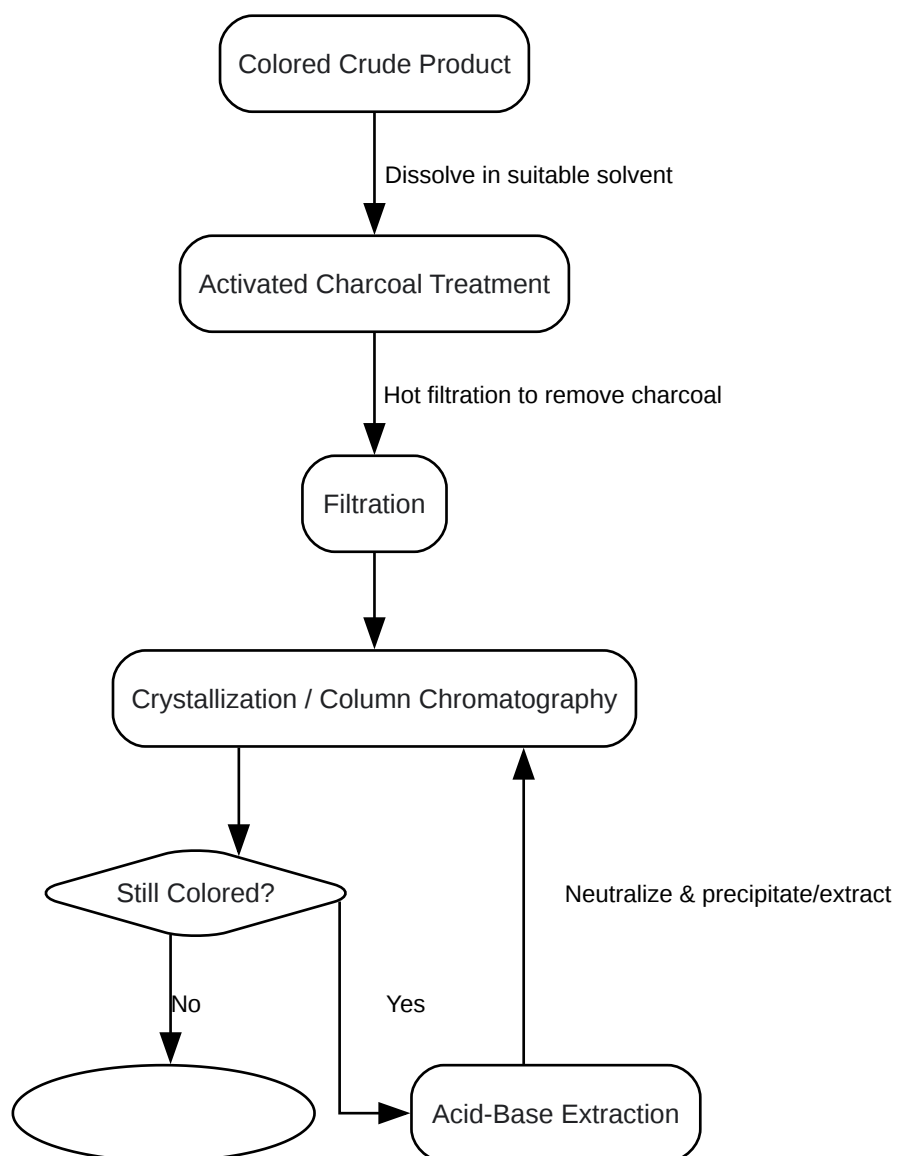 Colored Crude Product
Dissolve in suitable solvent
Activated Charcoal Treatment
Hot filtration to remove charcoal
Filtration
Crystallization / Column Chromatography
Still Colored?
Neutralize & precipitate/extract
No
Yes
Acid-Base Extraction